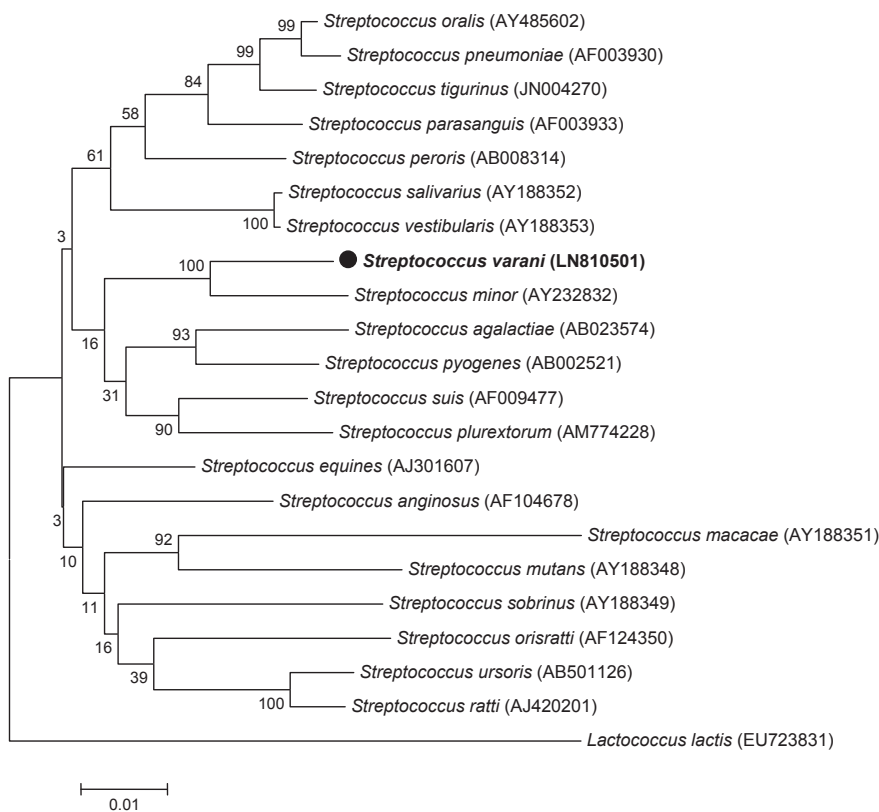 99
Streptococcus oralis (AY485602)
99
Streptococcus pneumoniae (AF003930)
84
Streptococcus tigurinus (JN004270)
58
Streptococcus parasanguis (AF003933)
61
Streptococcus peroris (AB008314)
Streptococcus salivarius (AY188352)
100
Streptococcus vestibularis (AY188353)
3
100
Streptococcus varani (LN810501)
Streptococcus minor (AY232832)
16
93
Streptococcus agalactiae (AB023574)
Streptococcus pyogenes (AB002521)
31
Streptococcus suis (AF009477)
90
Streptococcus plurextorum (AM774228)
Streptococcus equines (AJ301607)
3
Streptococcus anginosus (AF104678)
10
92
Streptococcus macacae (AY188351)
Streptococcus mutans (AY188348)
11
Streptococcus sobrinus (AY188349)
16
Streptococcus orisratti (AF124350)
39
Streptococcus ursoris (AB501126)
100
Streptococcus ratti (AJ420201)
Lactococcus lactis (EU723831)
0.01